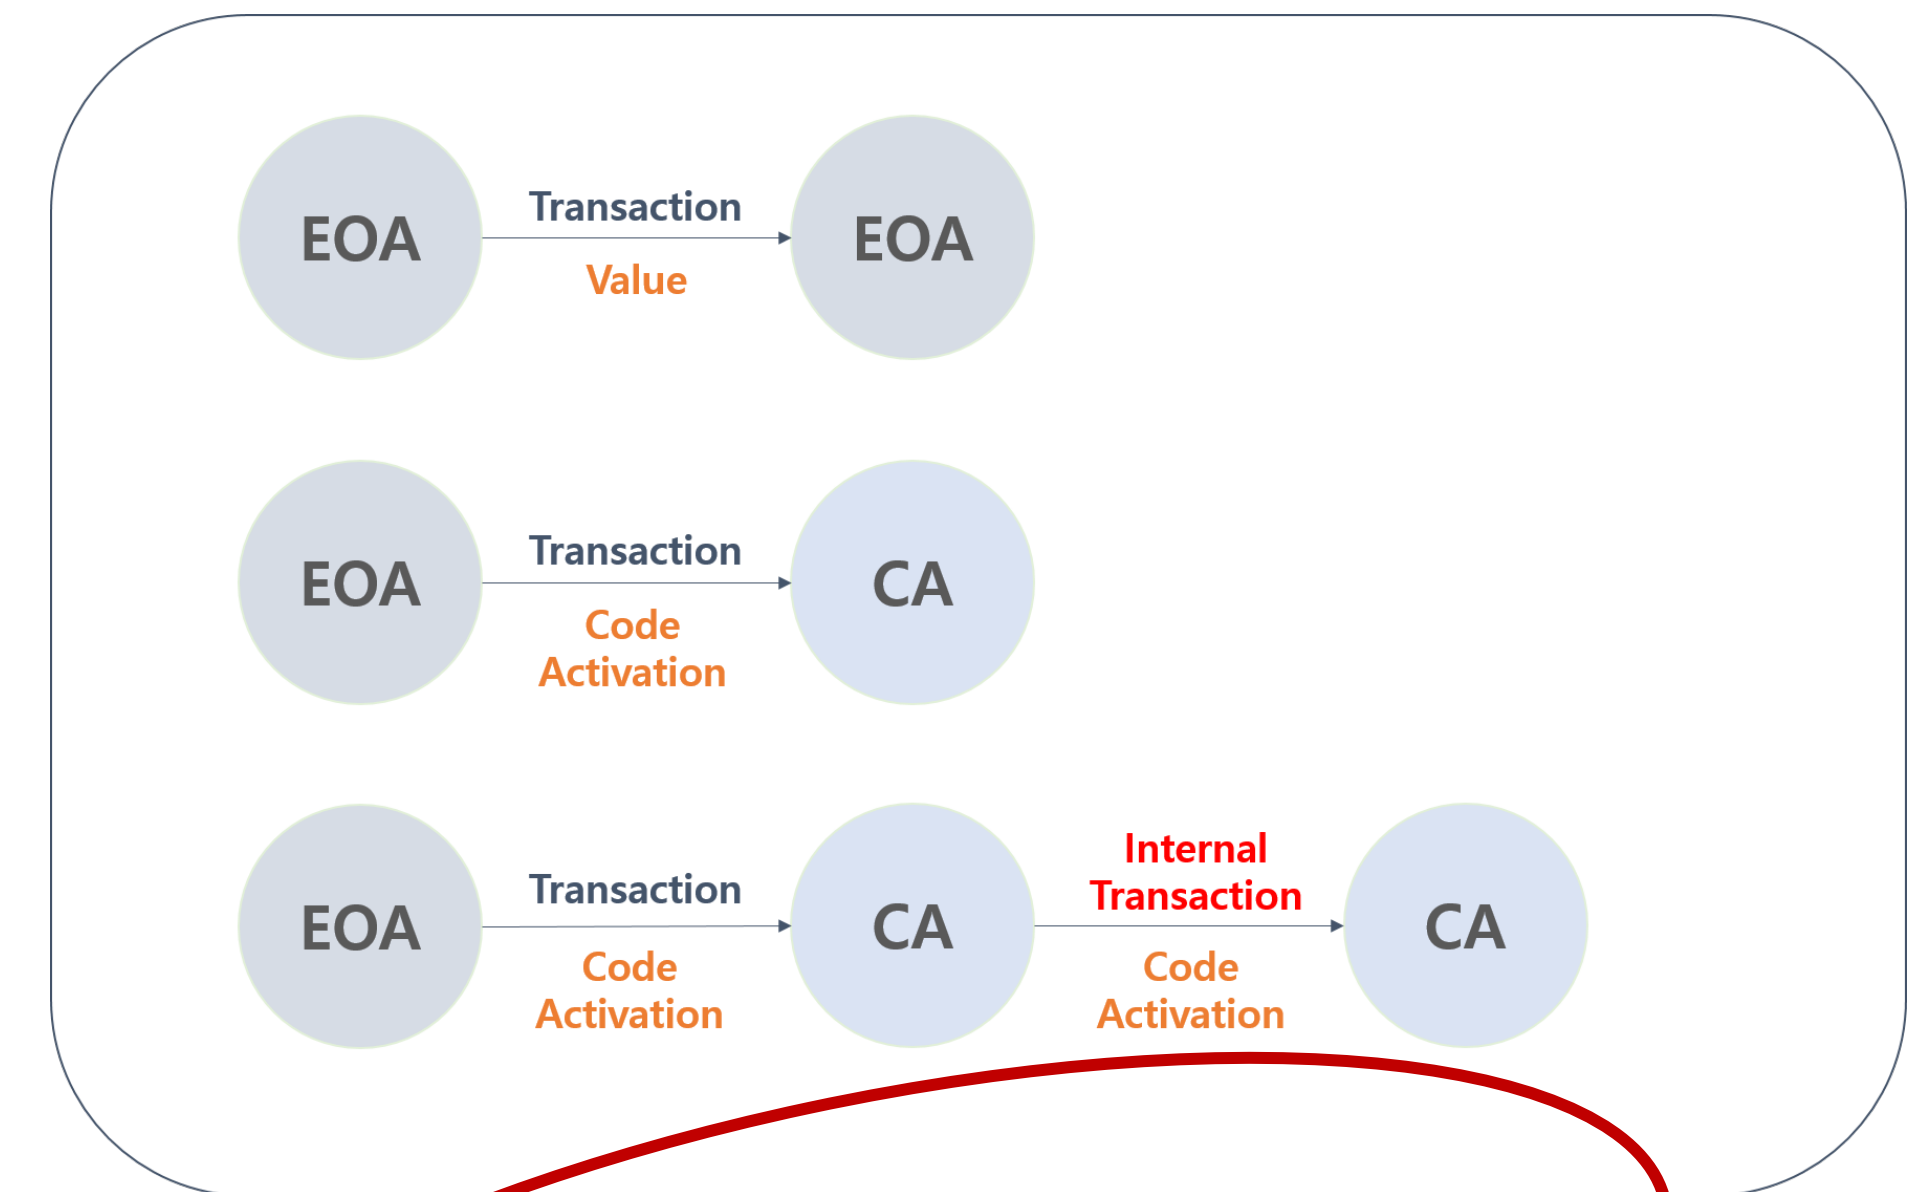 EOA
Transaction
Value
EOA
EOA
Transaction
Code
Activation
CA
EOA
Transaction
Code
Activation
CA
Internal
Transaction
Code
Activation
CA